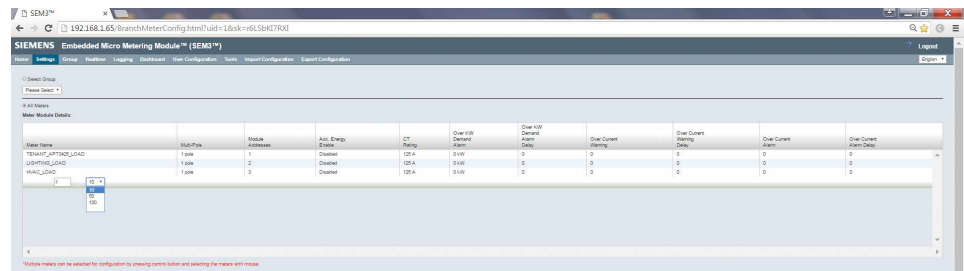 SEM3™
192.168.1.65/BranchMeterConfig.html?uid=1&sk=r6LSbKI7RXI
SIEMENS Embedded Micro Metering Module™ (SEM3™)
Logout
Home Settings Group Realtime Logging Dashboard User Configuration Tools Import Configuration Export Configuration
English
Select Group
Please Select
All Meters
Meter Module Details:
Meter Name Multi-Pole Module Addresses Acc. Energy Enable CT Rating Over KW Demand Alarm Over KW Demand Alarm Delay Over Current Warning Over Current Warning Delay Over Current Alarm Over Current Alarm Delay
TENANT_APT3425_LOAD 1 pole 1 Disabled 125 A 0 kW 0 0 0 0 0
LIGHTING_LOAD 1 pole 2 Disabled 125 A 0 kW 0 0 0 0 0
HVAC_LOAD 1 pole 3 Disabled 125 A 0 kW 0 0 0 0 0
1 10
10
50
100
*Multiple meters can be selected for configuration by pressing control button and selecting the meters with mouse.